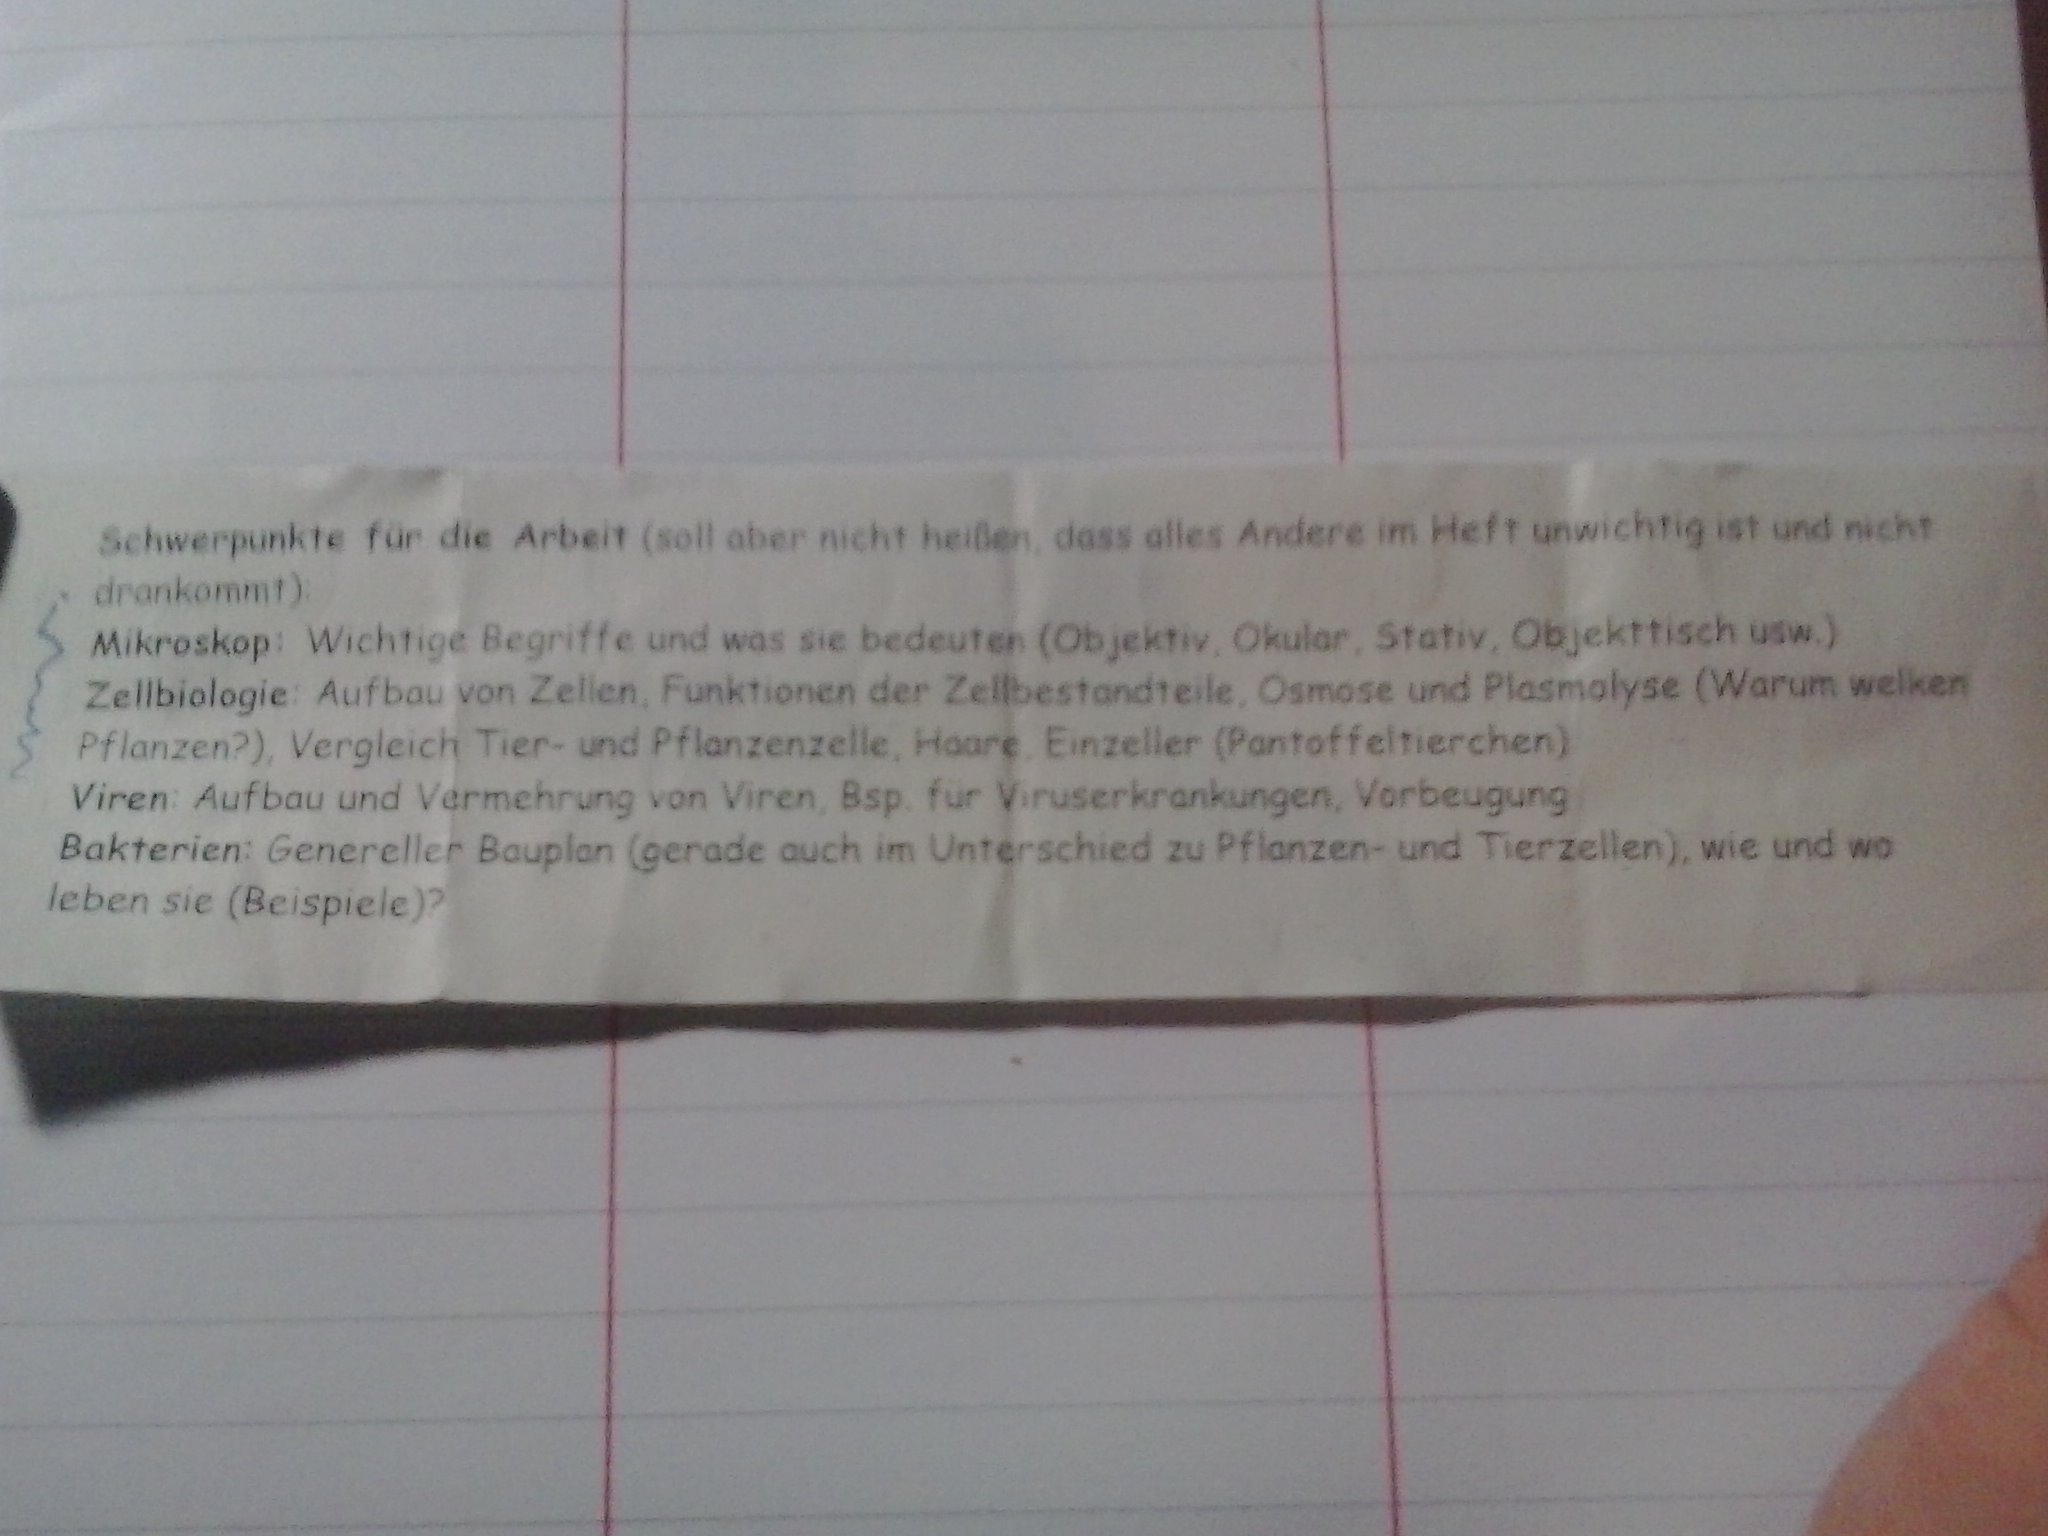 Schwerpunkte für die Arbeit (soll aber nicht heißen, dass alles Andere im Heft unwichtig ist und nicht
drankommt):
Mikroskop: Wichtige Begriffe und was sie bedeuten (Objektiv, Okular, Stativ, Objekttisch usw.)
Zellbiologie: Aufbau von Zellen, Funktionen der Zellbestandteile, Osmose und Plasmolyse (Warum welken
Pflanzen?), Vergleich Tier- und Pflanzenzelle, Haare, Einzeller (Pantoffeltierchen)
Viren: Aufbau und Vermehrung von Viren, Bsp. für Viruserkrankungen, Vorbeugung
Bakterien: Genereller Bauplan (gerade auch im Unterschied zu Pflanzen- und Tierzellen), wie und wo
leben sie (Beispiele)?